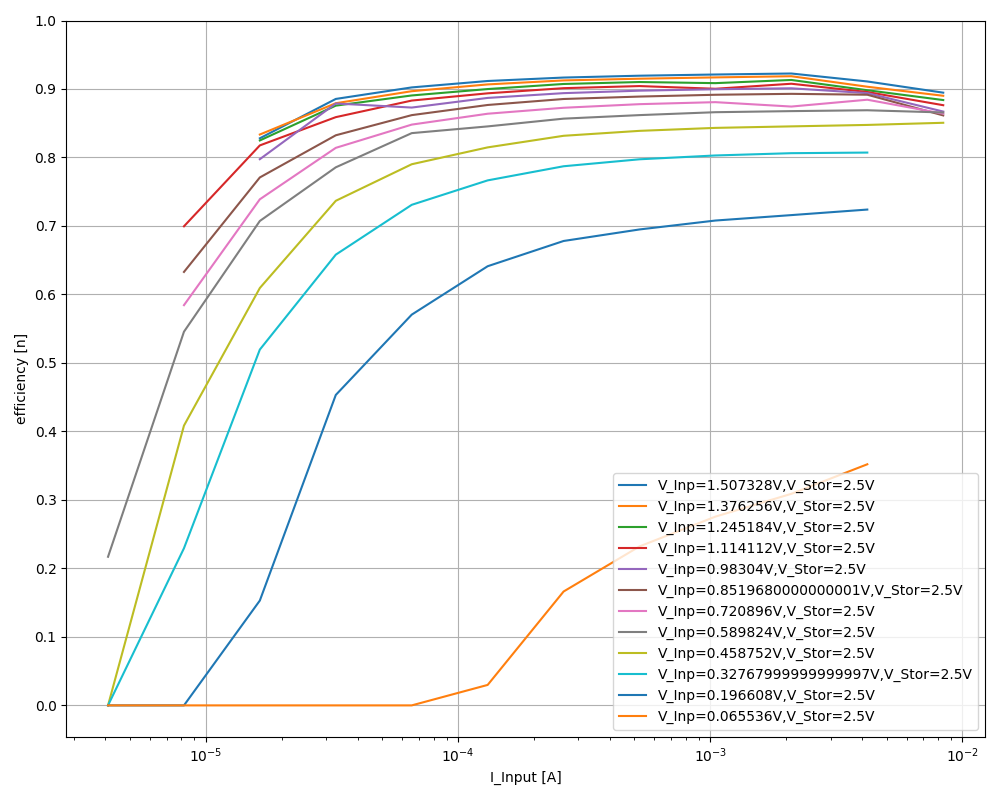 1.0
0.9
0.8
0.7
0.6
0.5
0.4
0.3
0.2
0.1
0.0
efficiency [n]
10⁻⁵
10⁻⁴
10⁻³
10⁻²
I_Input [A]
V_Inp=1.507328V,V_Stor=2.5V
V_Inp=1.376256V,V_Stor=2.5V
V_Inp=1.245184V,V_Stor=2.5V
V_Inp=1.114112V,V_Stor=2.5V
V_Inp=0.98304V,V_Stor=2.5V
V_Inp=0.8519680000000001V,V_Stor=2.5V
V_Inp=0.720896V,V_Stor=2.5V
V_Inp=0.589824V,V_Stor=2.5V
V_Inp=0.458752V,V_Stor=2.5V
V_Inp=0.32767999999999997V,V_Stor=2.5V
V_Inp=0.196608V,V_Stor=2.5V
V_Inp=0.065536V,V_Stor=2.5V